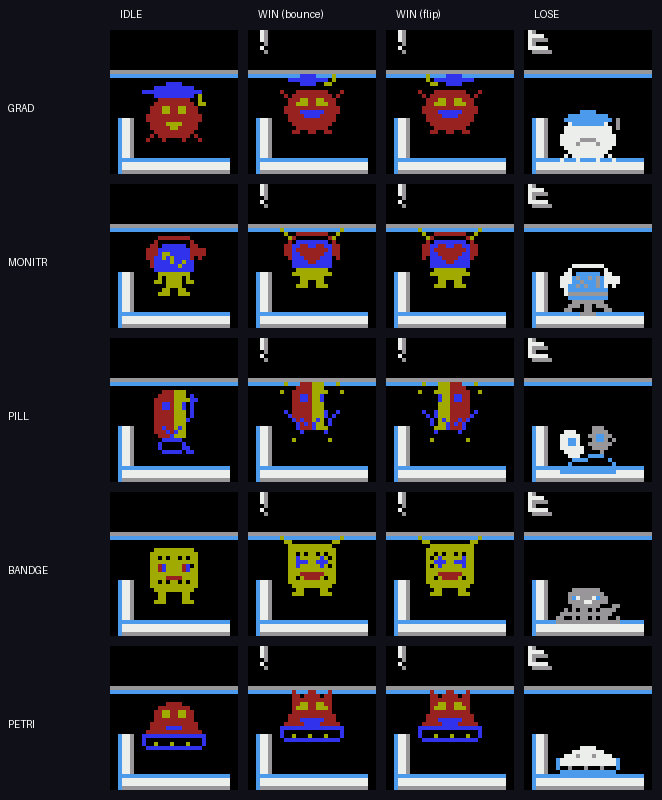 IDLE WIN (bounce) WIN (flip) LOSE
GRAD
MONITR
PILL
BANDGE
PETRI